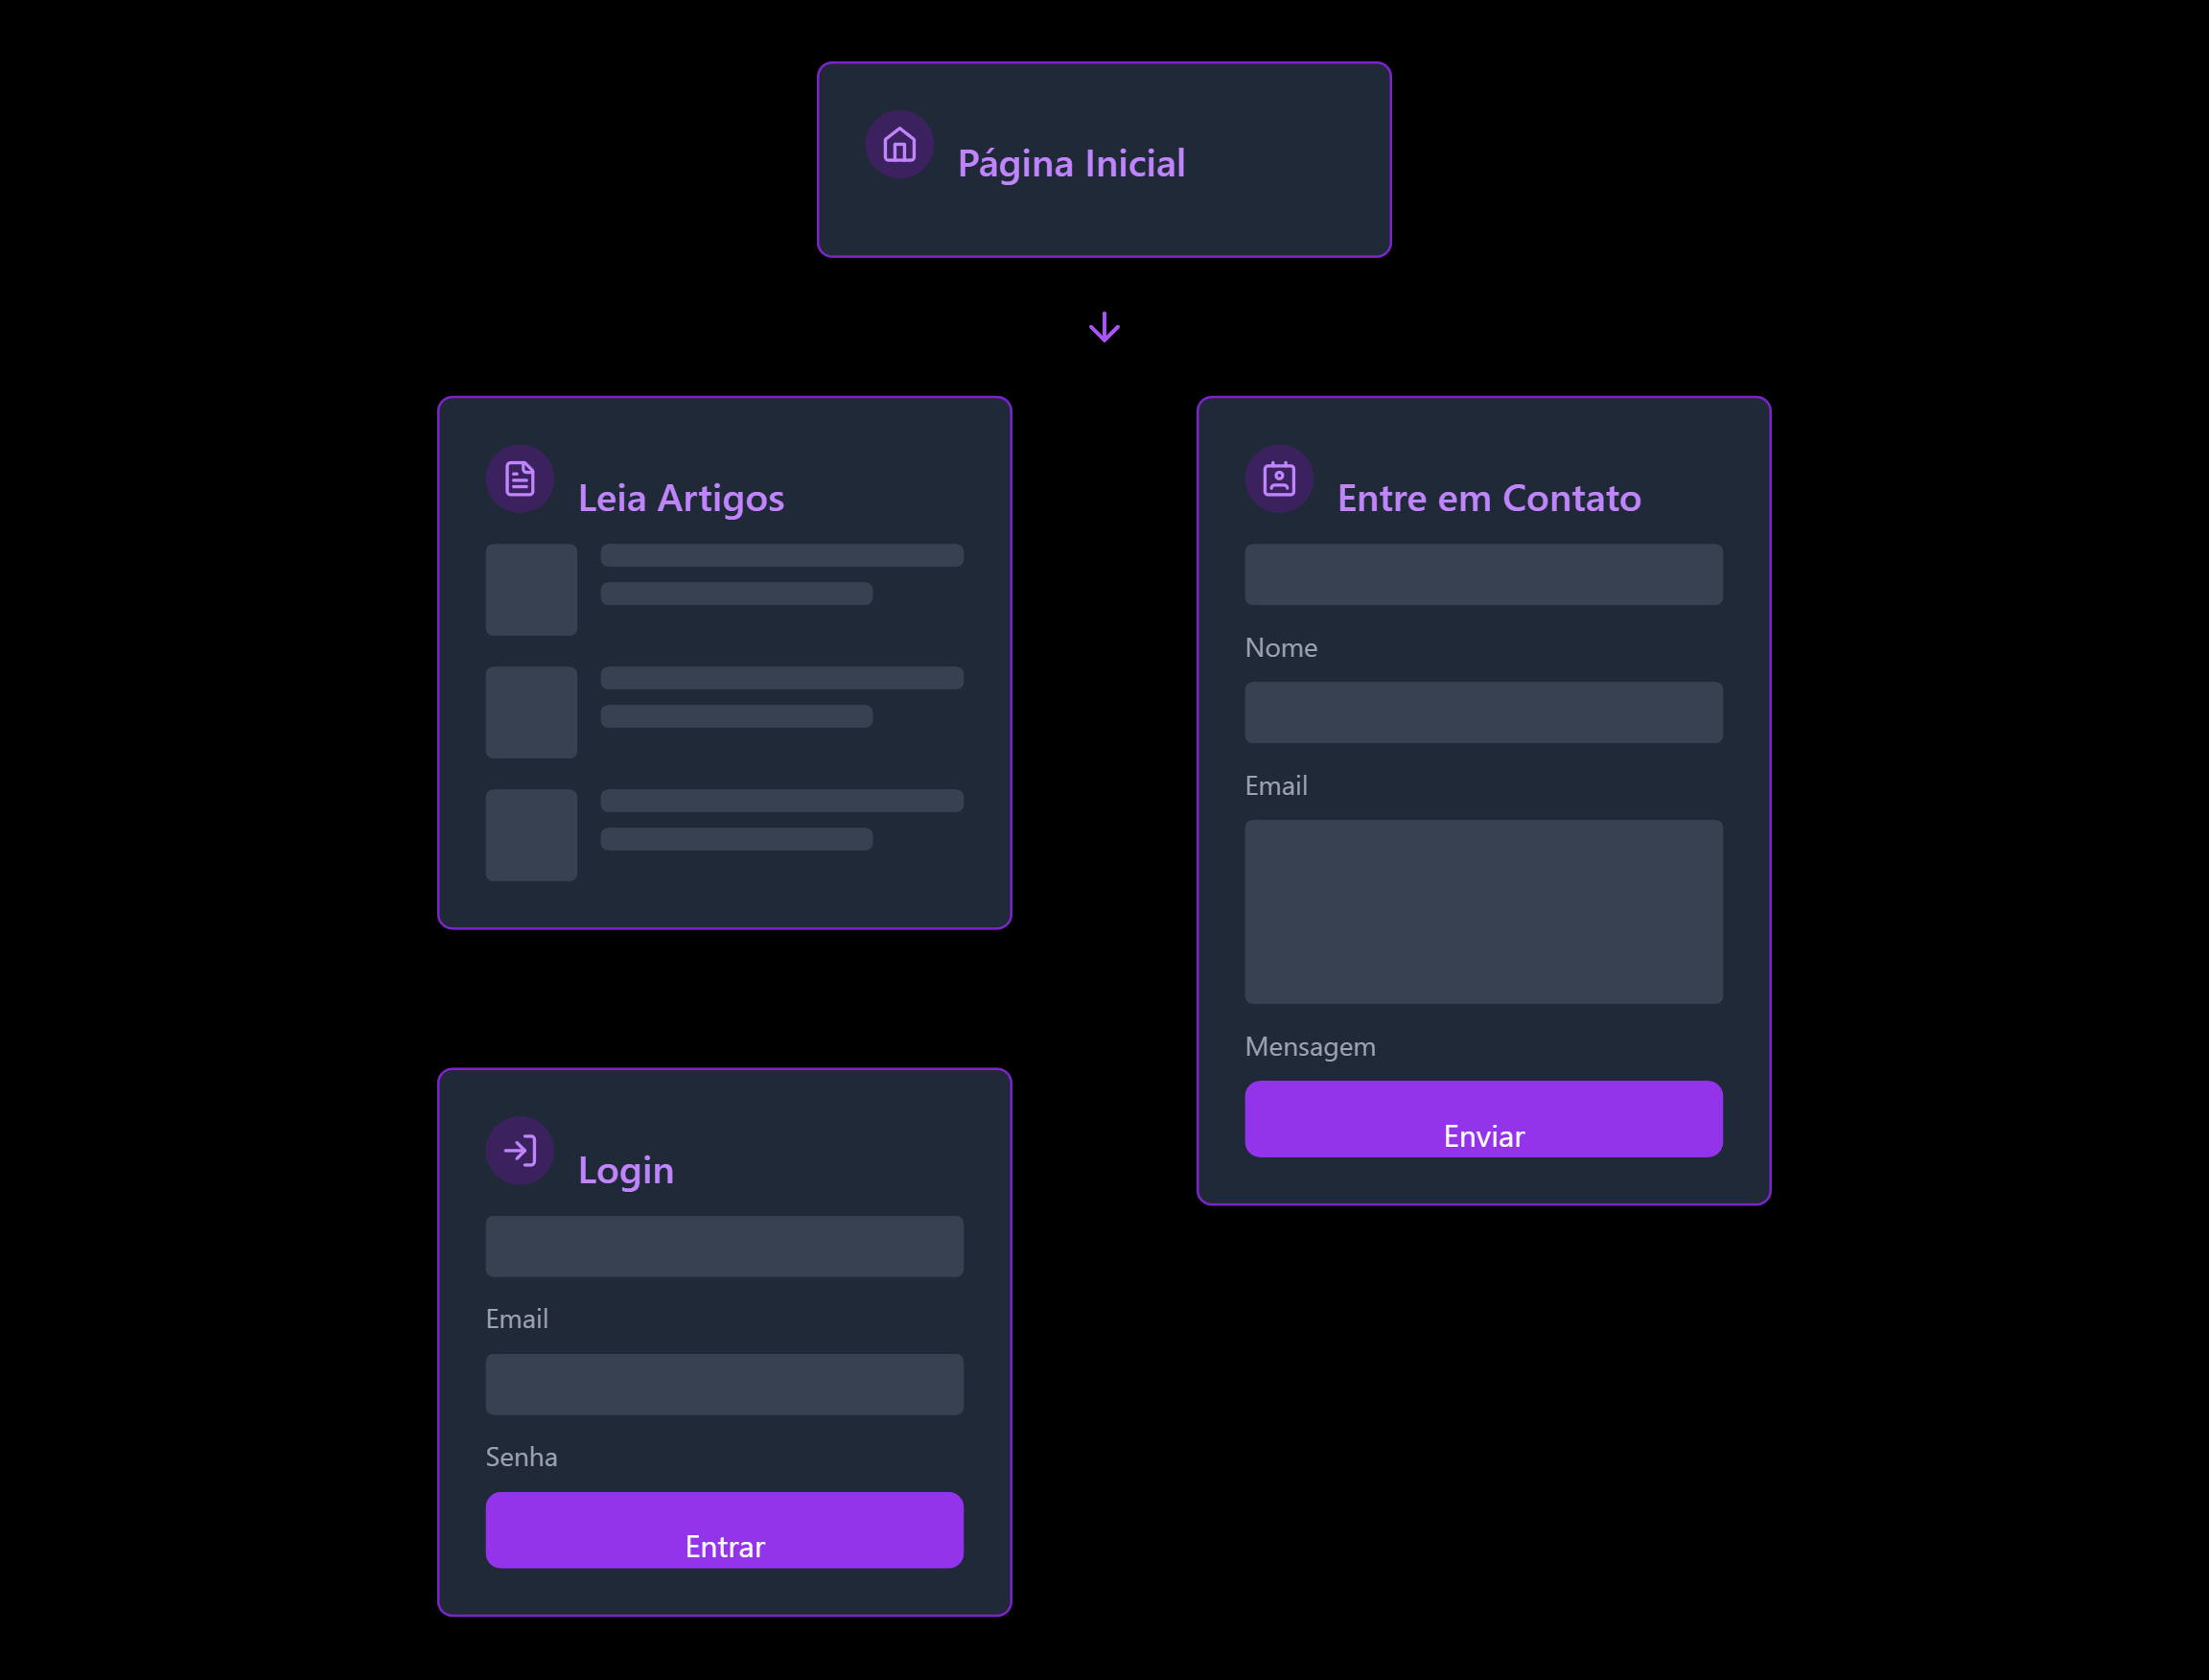 Página Inicial
Leia Artigos
Entre em Contato
Nome
Email
Mensagem
Enviar
Login
Email
Senha
Entrar